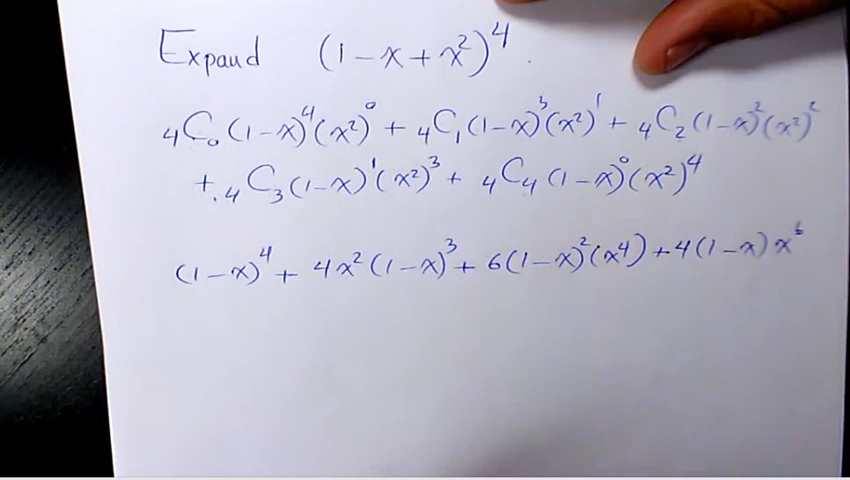 Expand (1-x+x²)⁴.
₄C₀(1-x)⁴(x²)⁰ + ₄C₁(1-x)³(x²)¹ + ₄C₂(1-x)²(x²)²
+ ₄C₃(1-x)¹(x²)³ + ₄C₄(1-x)⁰(x²)⁴
(1-x)⁴ + 4x²(1-x)³ + 6(1-x)²(x⁴) + 4(1-x)x⁶